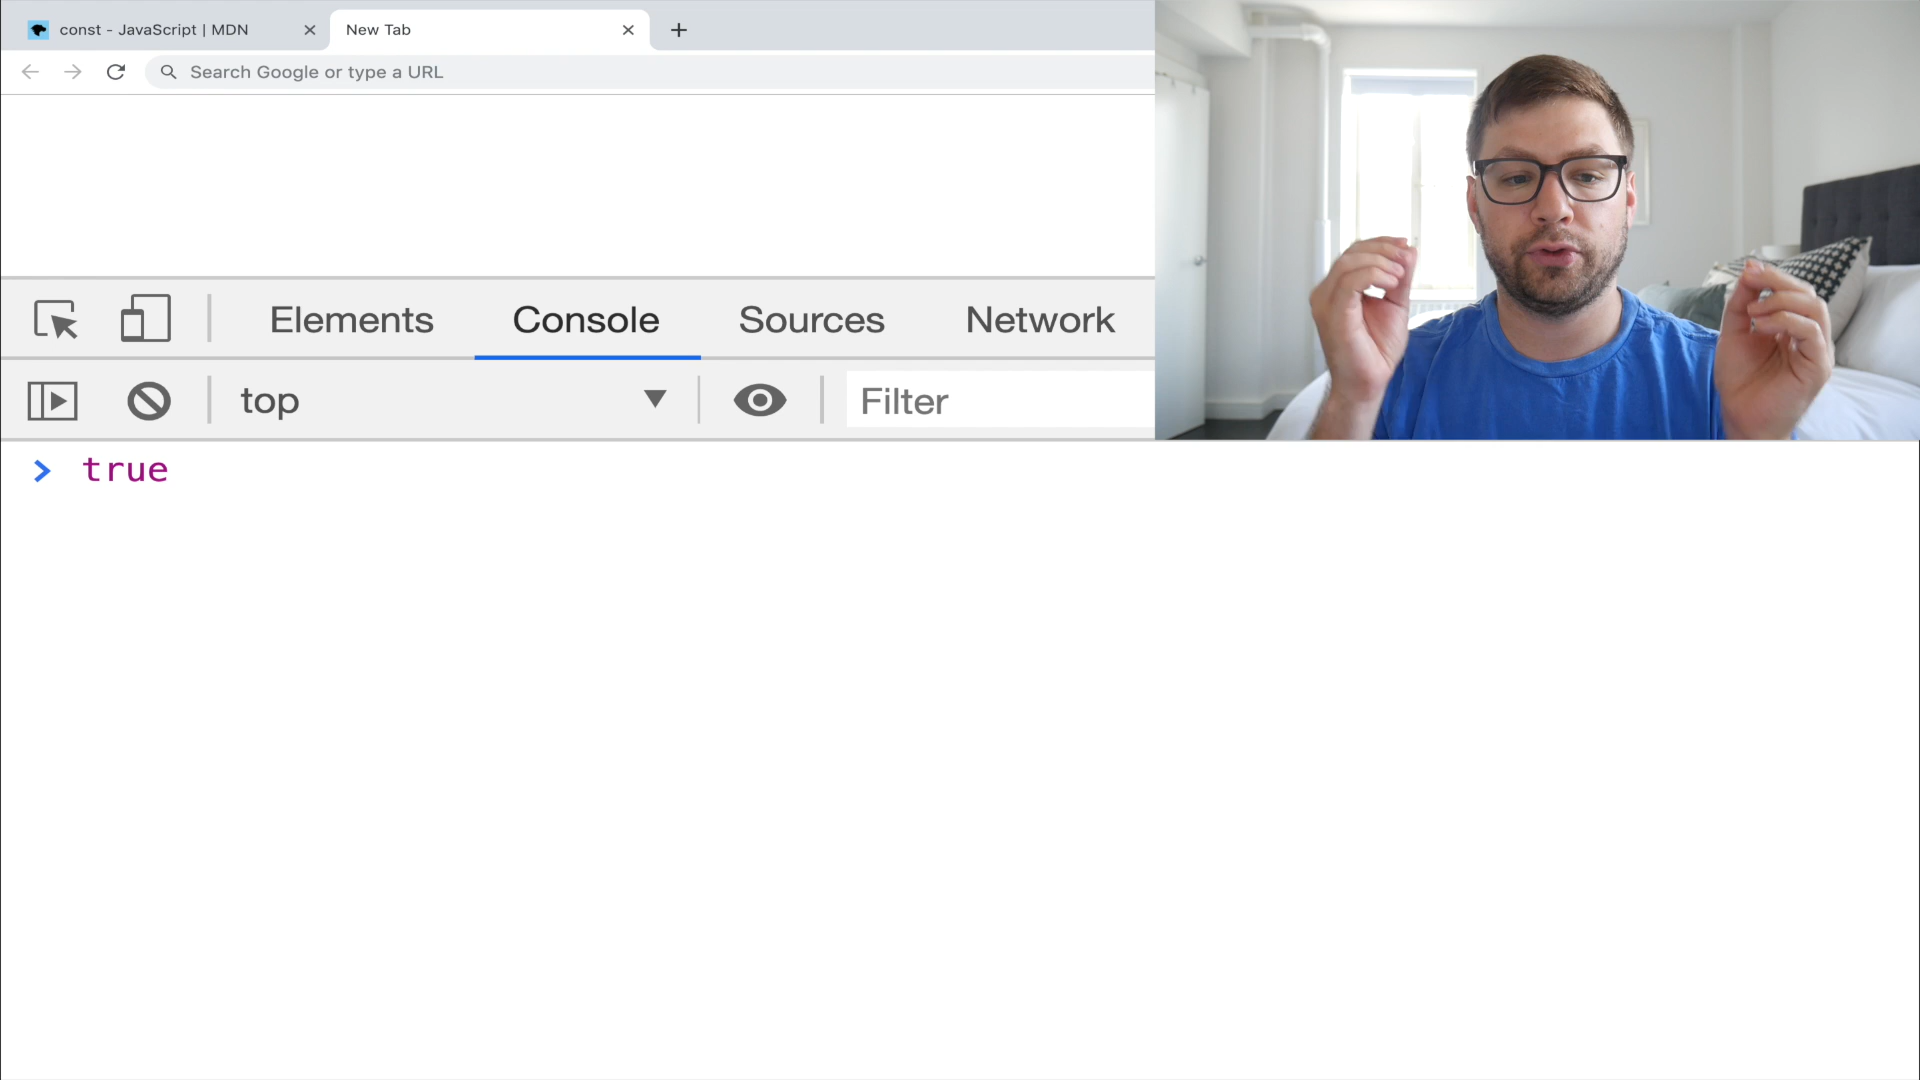 const - JavaScript | MDN
New Tab
Search Google or type a URL
Elements Console Sources Network
top Filter
> true